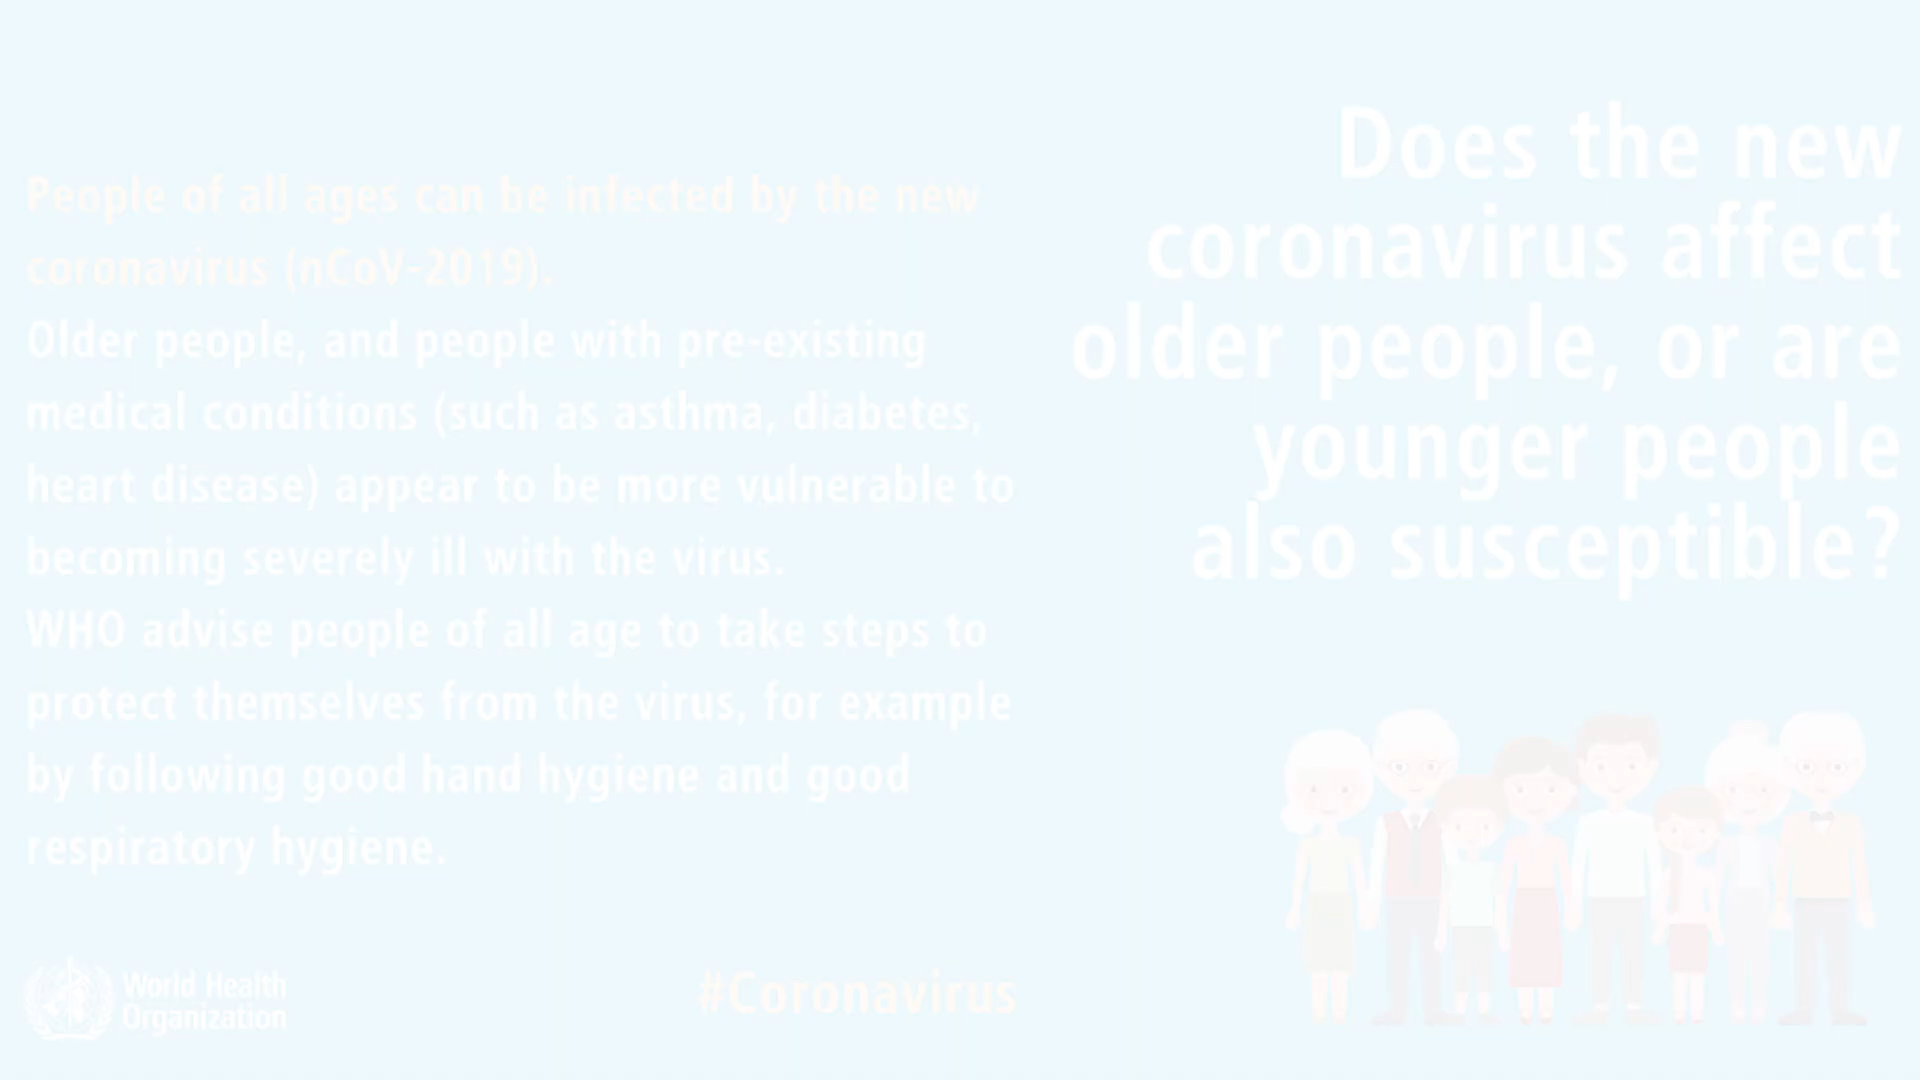 Does the new
coronavirus affect
older people, or are
younger people
also susceptible?
People of all ages can be infected by the new
coronavirus (nCoV-2019).
Older people, and people with pre-existing
medical conditions (such as asthma, diabetes,
heart disease) appear to be more vulnerable to
becoming severely ill with the virus.
WHO advise people of all age to take steps to
protect themselves from the virus, for example
by following good hand hygiene and good
respiratory hygiene.
World Health
Organization
#Coronavirus